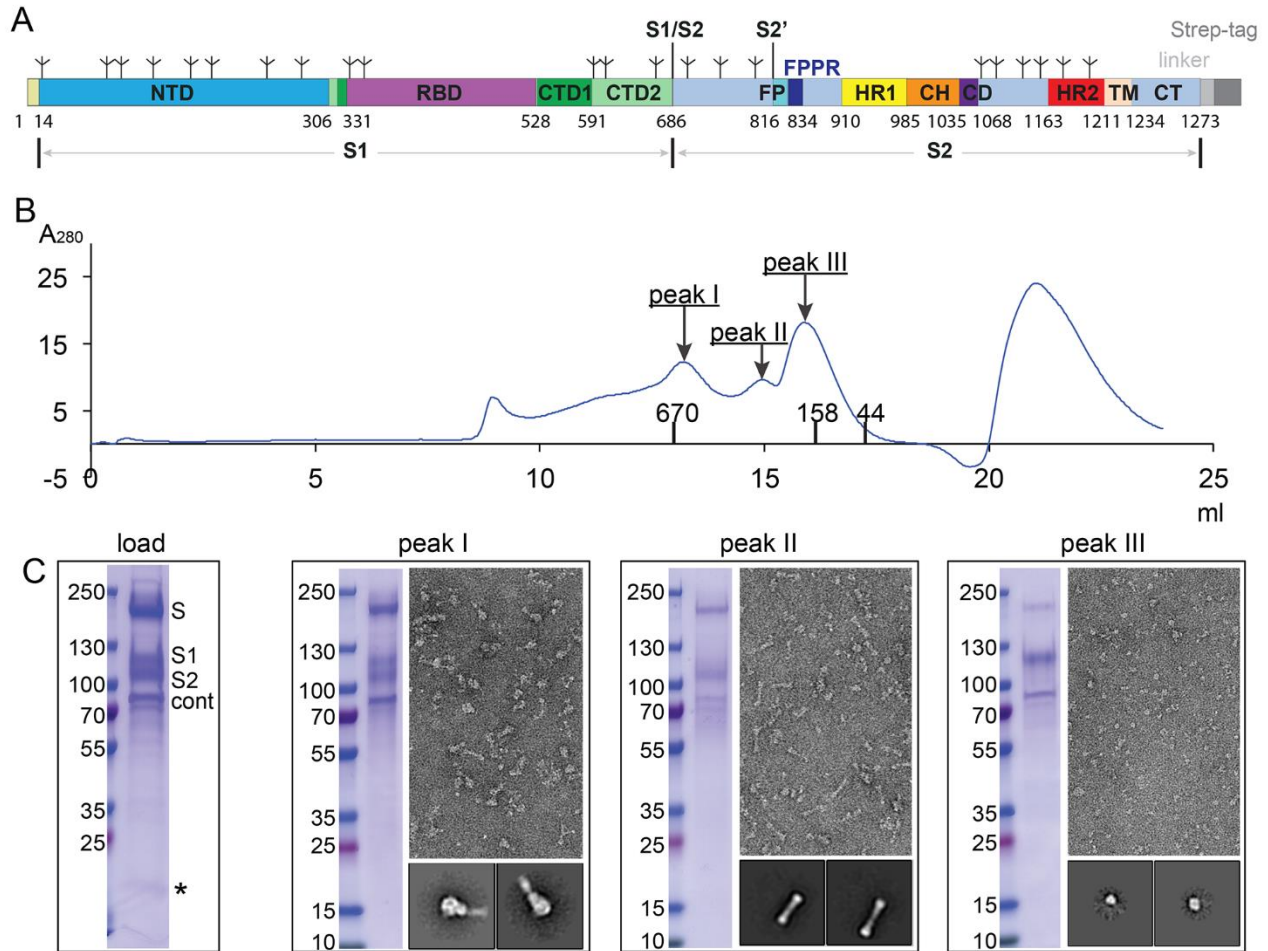 A
S1/S2 S2' Strep-tag
FPPR linker
NTD RBD CTD1 CTD2 FP HR1 CH CD HR2 TM CT
1 14 306 331 528 591 686 816 834 910 985 1035 1068 1163 1211 1234 1273
S1 S2
B
A280
25
peak III
peak I
15
peak II
5
670 158 44
-5 0 5 10 15 20 25
ml
C
load
250
130
100
70
55
35
25
S
S1
S2
cont
*
peak I
250
130
100
70
55
35
25
15
10
peak II
250
130
100
70
55
35
25
15
10
peak III
250
130
100
70
55
35
25
15
10